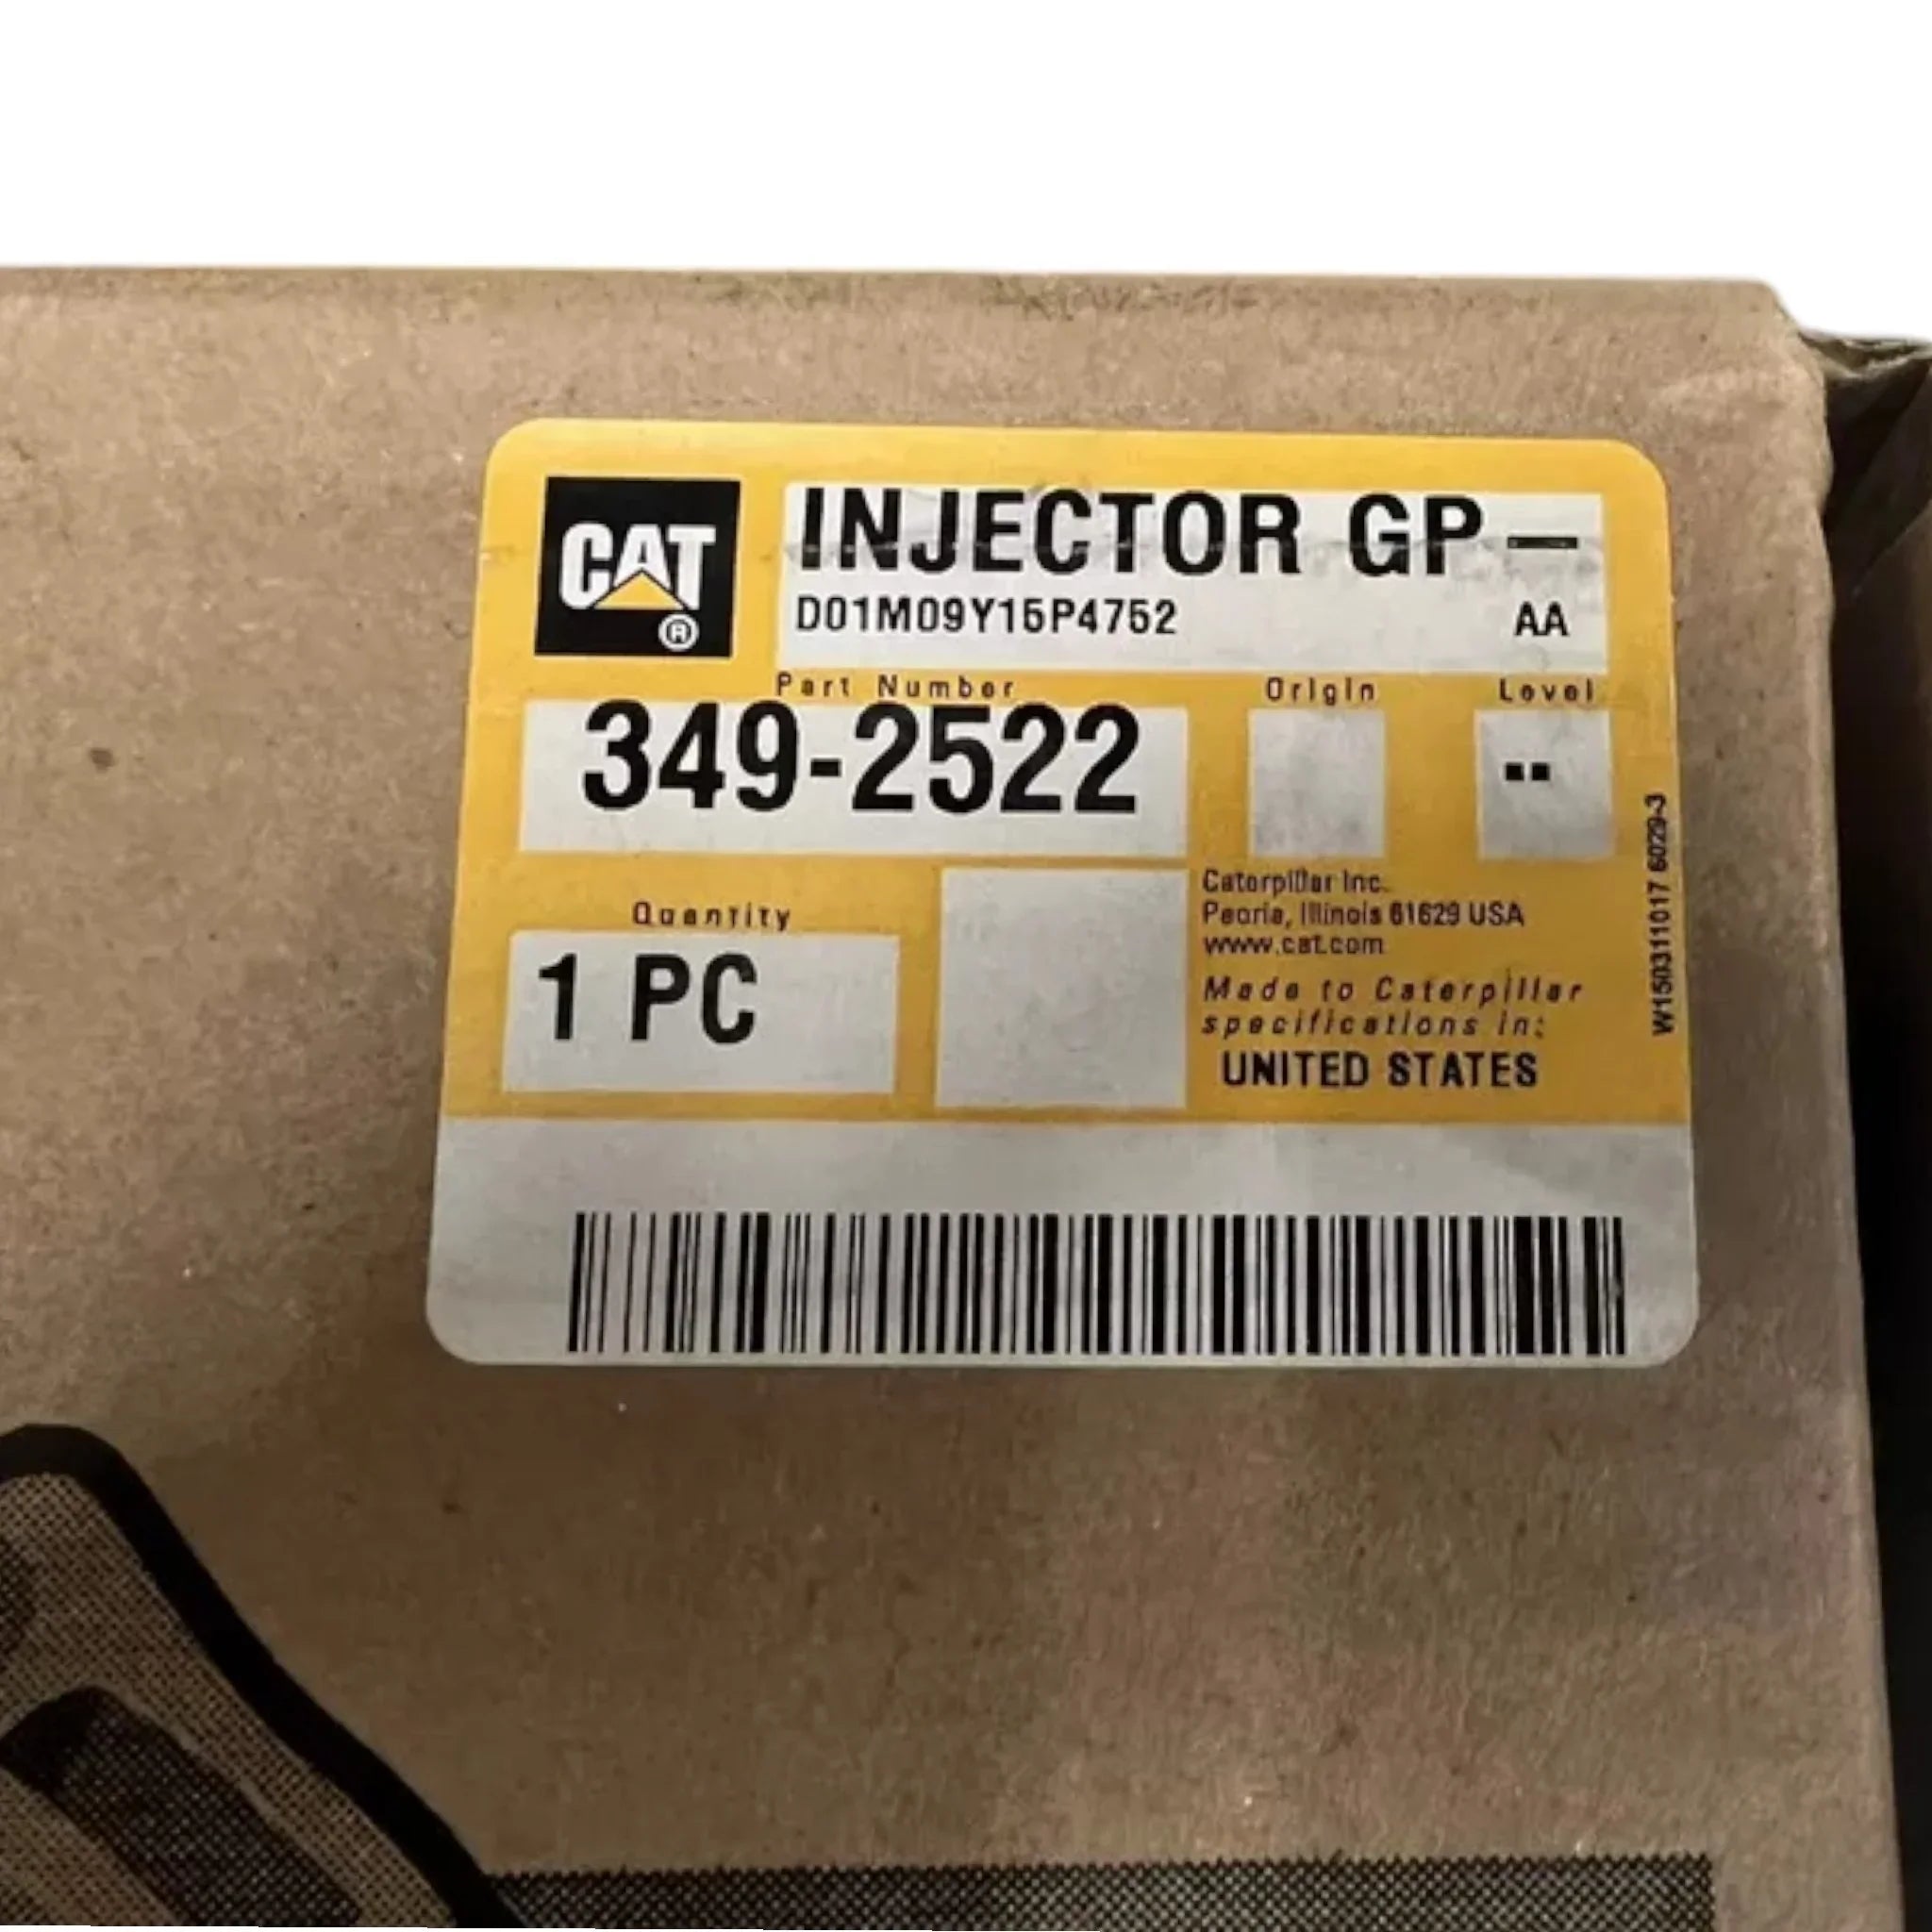 CAT
®
INJECTOR GP-
D01M09Y15P4752 AA
Part Number Origin Level
349-2522 --
Quantity
1 PC
Caterpillar Inc.
Peoria, Illinois 61629 USA
www.cat.com
Made to Caterpillar
specifications in:
UNITED STATES
W1503111017 6029-3